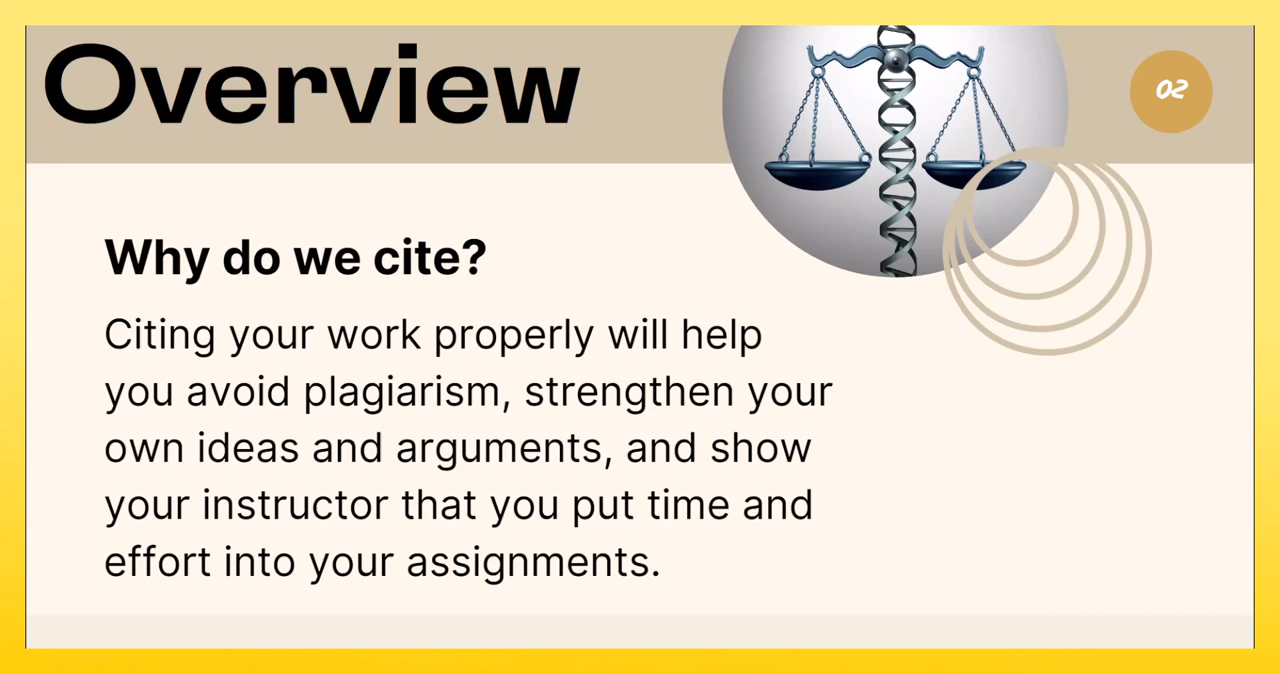 Overview
02
Why do we cite?
Citing your work properly will help
you avoid plagiarism, strengthen your
own ideas and arguments, and show
your instructor that you put time and
effort into your assignments.